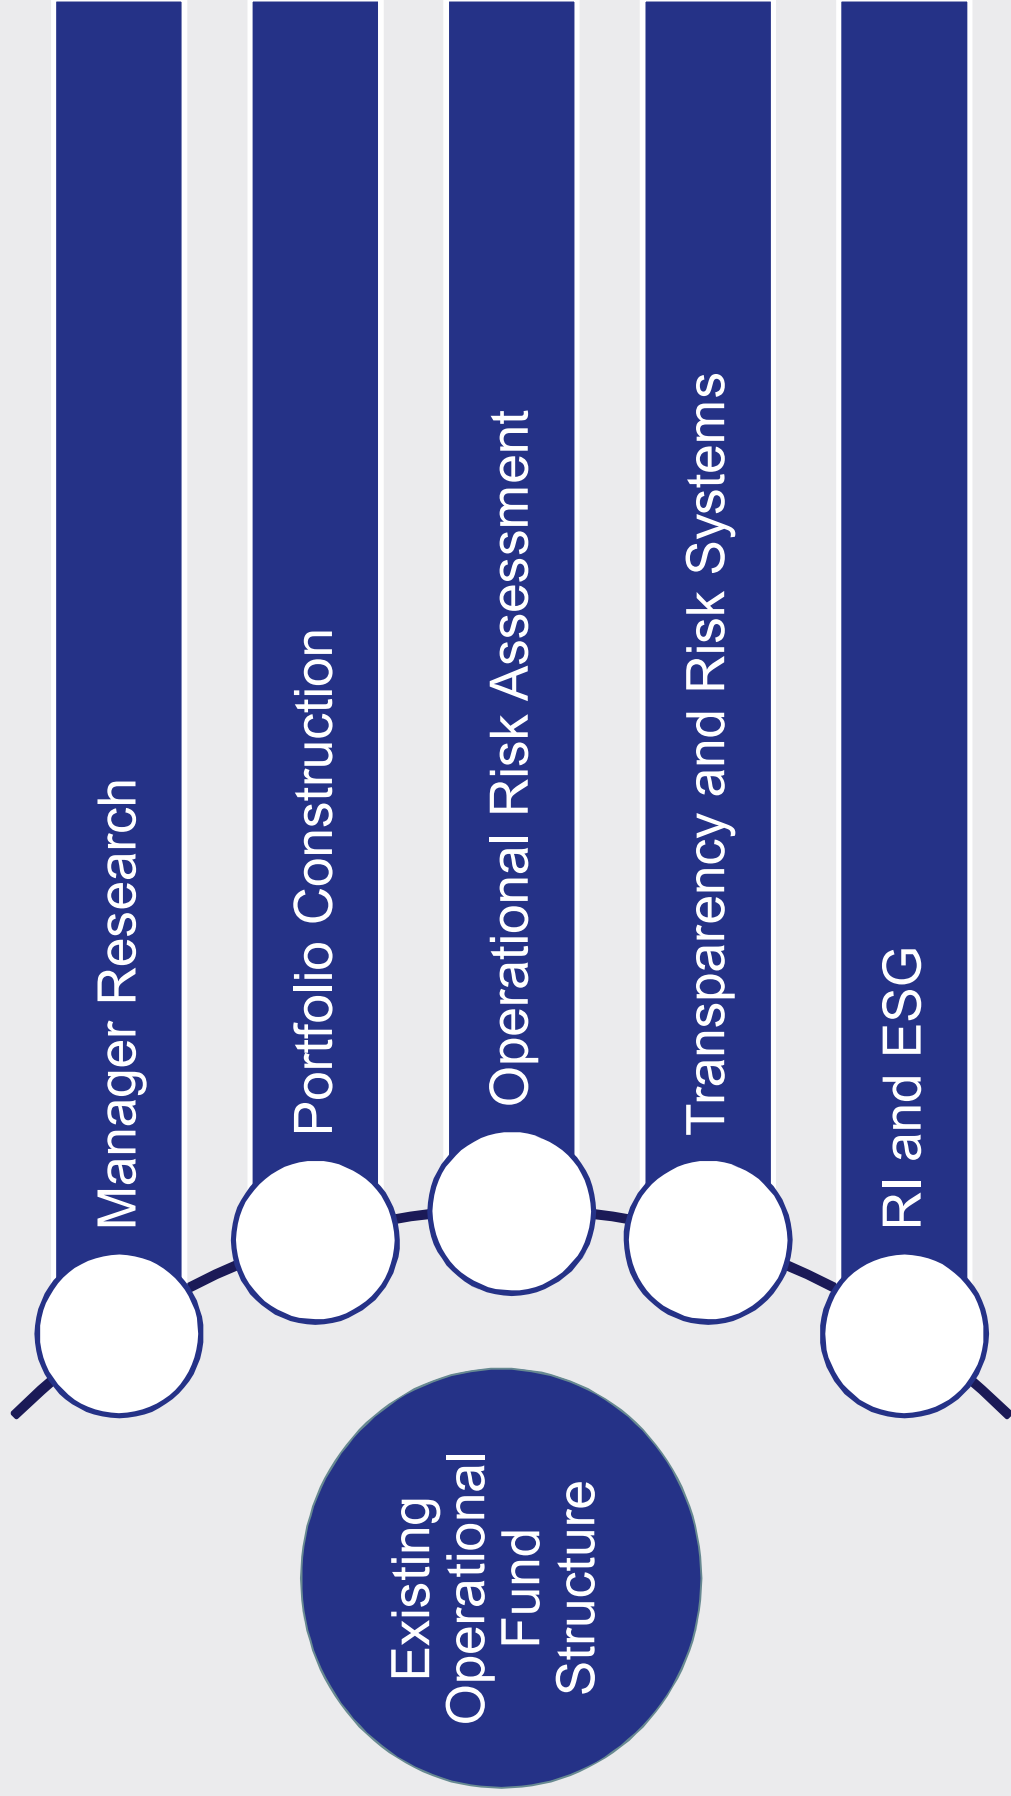 Existing
Operational
Fund
Structure
Manager Research
Portfolio Construction
Operational Risk Assessment
Transparency and Risk Systems
RI and ESG